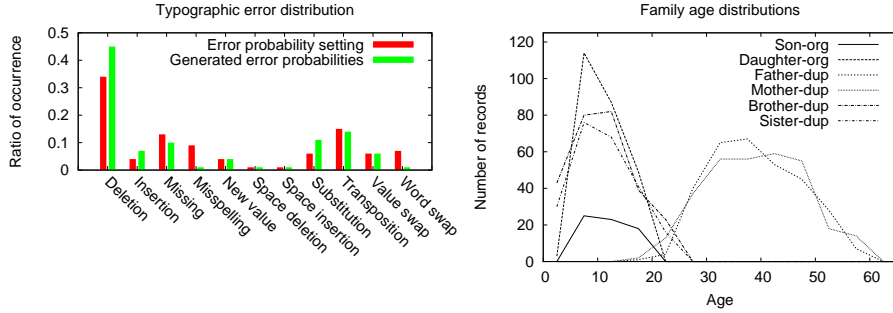 Typographic error distribution
0.5
0.4
0.3
0.2
0.1
0
Ratio of occurrence
Error probability setting
Generated error probabilities
Deletion
Insertion
Missing
Misspelling
New value
Space deletion
Space insertion
Substitution
Transposition
Value swap
Word swap
Family age distributions
120
100
80
60
40
20
0
Number of records
Son-org
Daughter-org
Father-dup
Mother-dup
Brother-dup
Sister-dup
0 10 20 30 40 50 60
Age